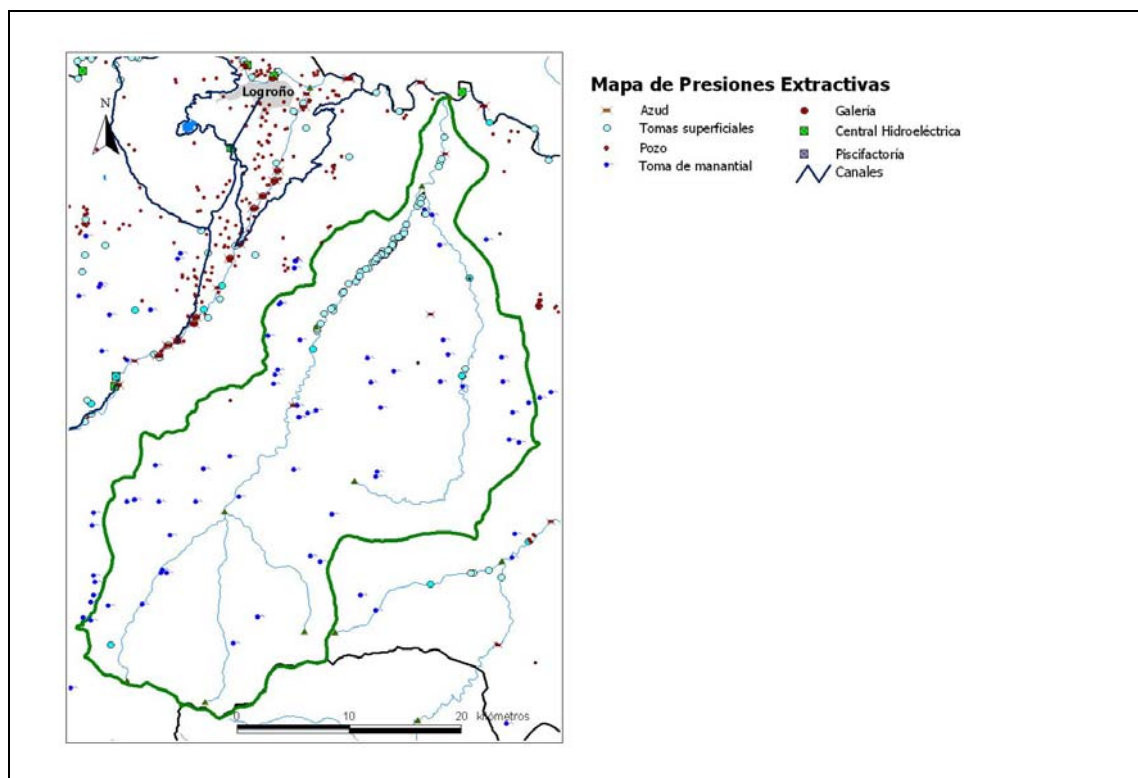 Mapa de Presiones Extractivas
Azud
Tomas superficiales
Pozo
Toma de manantial
Galería
Central Hidroeléctrica
Piscifactoría
Canales
Logroño
N
0 10 20 kilómetros